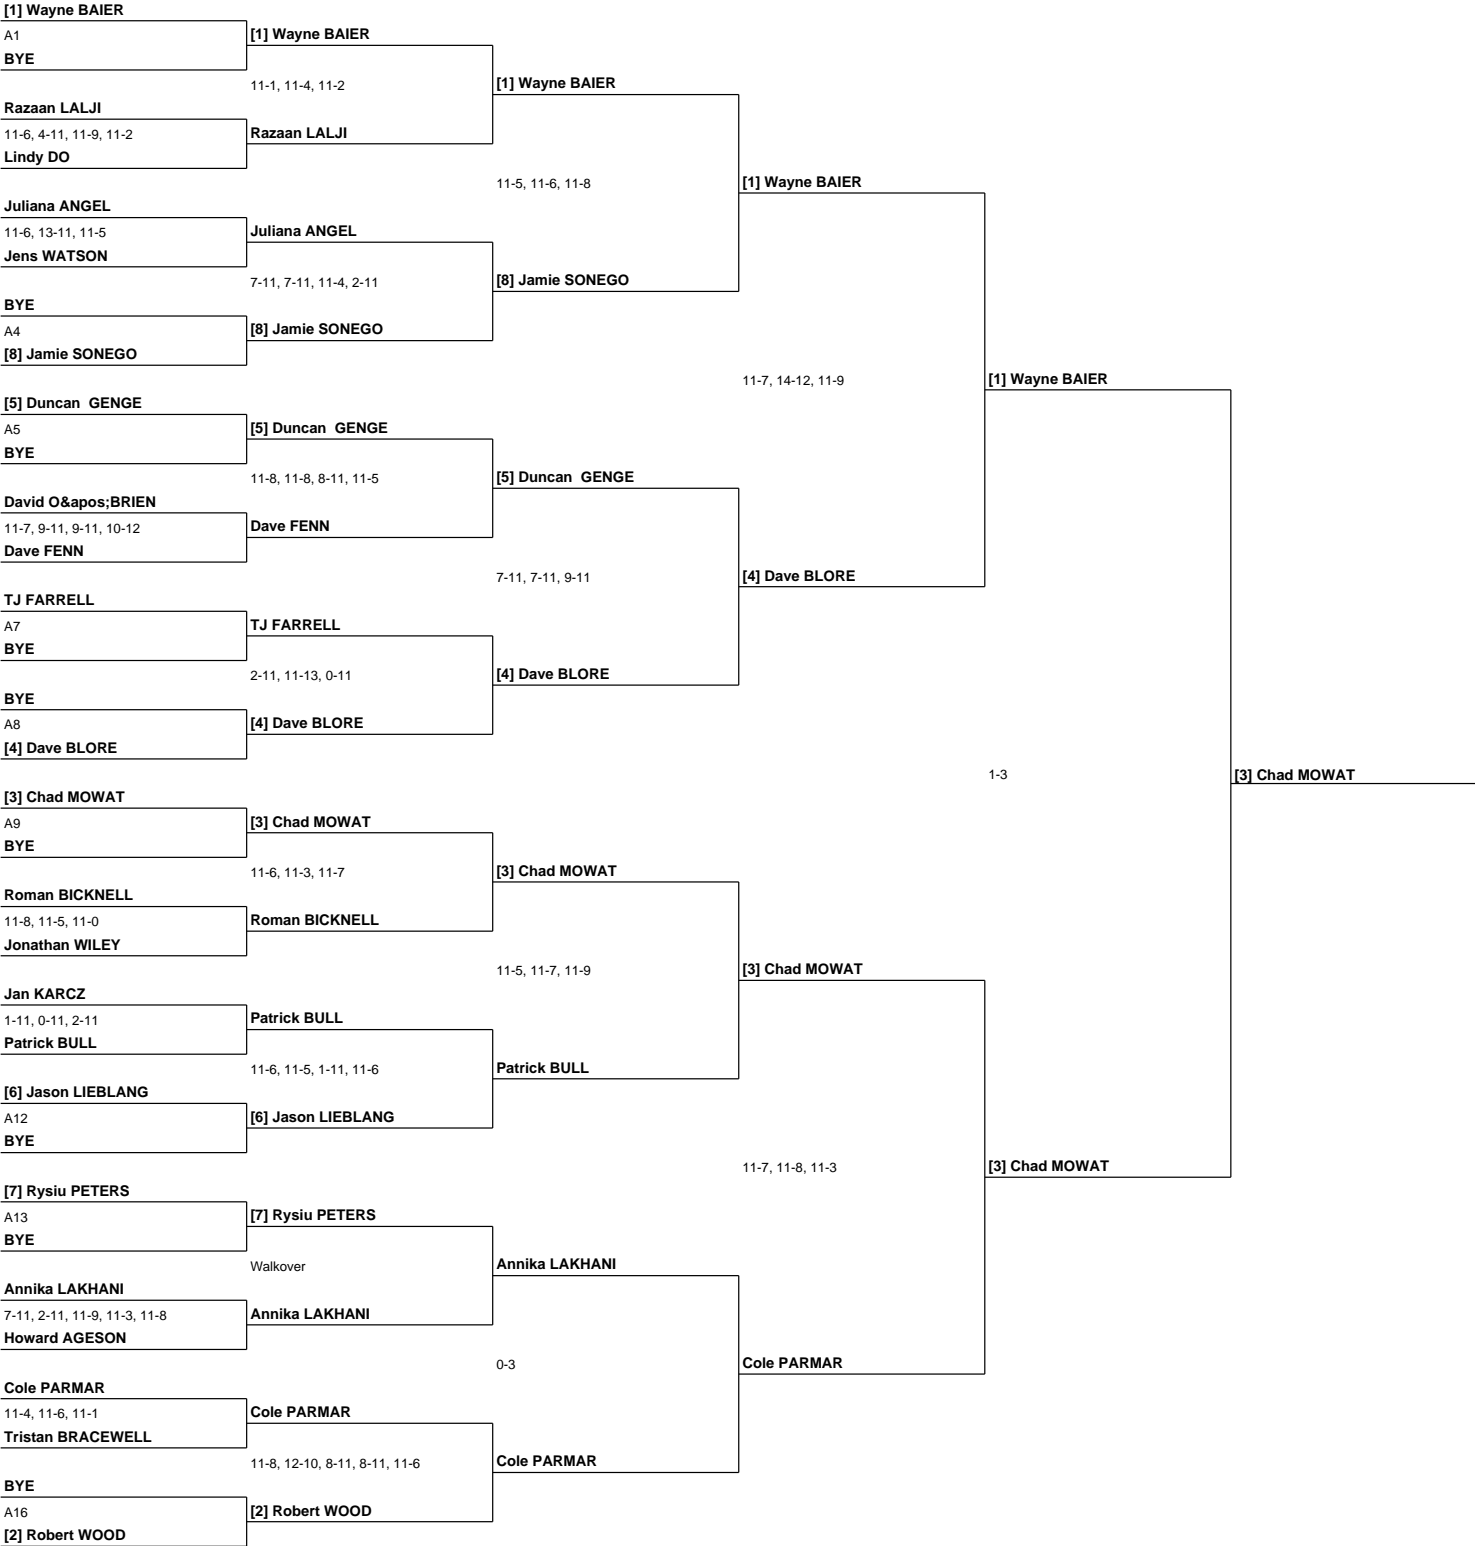 [1] Wayne BAIER
A1
BYE
[1] Wayne BAIER
11-1, 11-4, 11-2
[1] Wayne BAIER
Razaan LALJI
11-6, 4-11, 11-9, 11-2
Lindy DO
Razaan LALJI
11-5, 11-6, 11-8
[1] Wayne BAIER
Juliana ANGEL
11-6, 13-11, 11-5
Jens WATSON
Juliana ANGEL
7-11, 7-11, 11-4, 2-11
[8] Jamie SONEGO
BYE
A4
[8] Jamie SONEGO
[8] Jamie SONEGO
11-7, 14-12, 11-9
[1] Wayne BAIER
[5] Duncan  GENGE
A5
BYE
[5] Duncan  GENGE
11-8, 11-8, 8-11, 11-5
[5] Duncan  GENGE
David O&apos;BRIEN
11-7, 9-11, 9-11, 10-12
Dave FENN
Dave FENN
7-11, 7-11, 9-11
[4] Dave BLORE
TJ FARRELL
A7
BYE
TJ FARRELL
2-11, 11-13, 0-11
[4] Dave BLORE
BYE
A8
[4] Dave BLORE
[4] Dave BLORE
1-3
[3] Chad MOWAT
[3] Chad MOWAT
A9
BYE
[3] Chad MOWAT
11-6, 11-3, 11-7
[3] Chad MOWAT
Roman BICKNELL
11-8, 11-5, 11-0
Jonathan WILEY
Roman BICKNELL
11-5, 11-7, 11-9
[3] Chad MOWAT
Jan KARCZ
1-11, 0-11, 2-11
Patrick BULL
Patrick BULL
11-6, 11-5, 1-11, 11-6
Patrick BULL
[6] Jason LIEBLANG
A12
BYE
[6] Jason LIEBLANG
11-7, 11-8, 11-3
[3] Chad MOWAT
[7] Rysiu PETERS
A13
BYE
[7] Rysiu PETERS
Walkover
Annika LAKHANI
Annika LAKHANI
7-11, 2-11, 11-9, 11-3, 11-8
Howard AGESON
Annika LAKHANI
0-3
Cole PARMAR
Cole PARMAR
11-4, 11-6, 11-1
Tristan BRACEWELL
Cole PARMAR
11-8, 12-10, 8-11, 8-11, 11-6
Cole PARMAR
BYE
A16
[2] Robert WOOD
[2] Robert WOOD